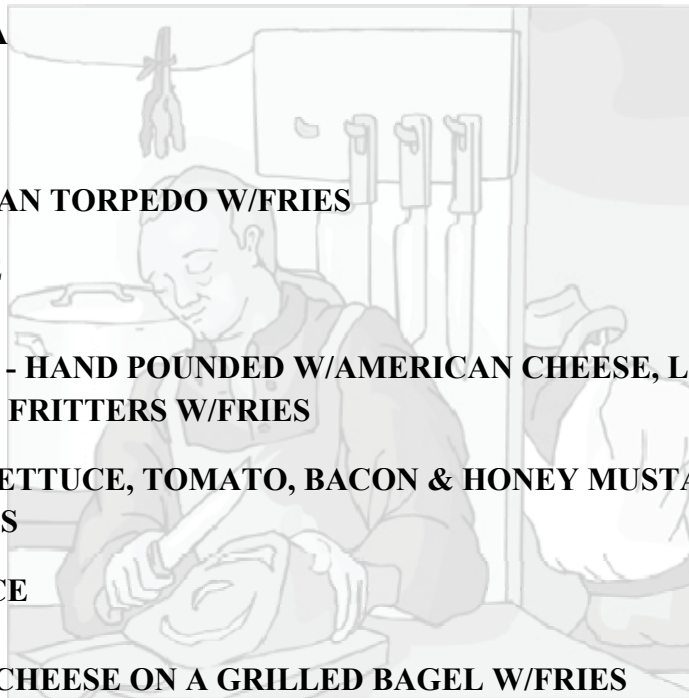 A
AN TORPEDO W/FRIES
- HAND POUNDED W/AMERICAN CHEESE, L
FRITTERS W/FRIES
ETTUCE, TOMATO, BACON & HONEY MUSTA
S
CE
CHEESE ON A GRILLED BAGEL W/FRIES